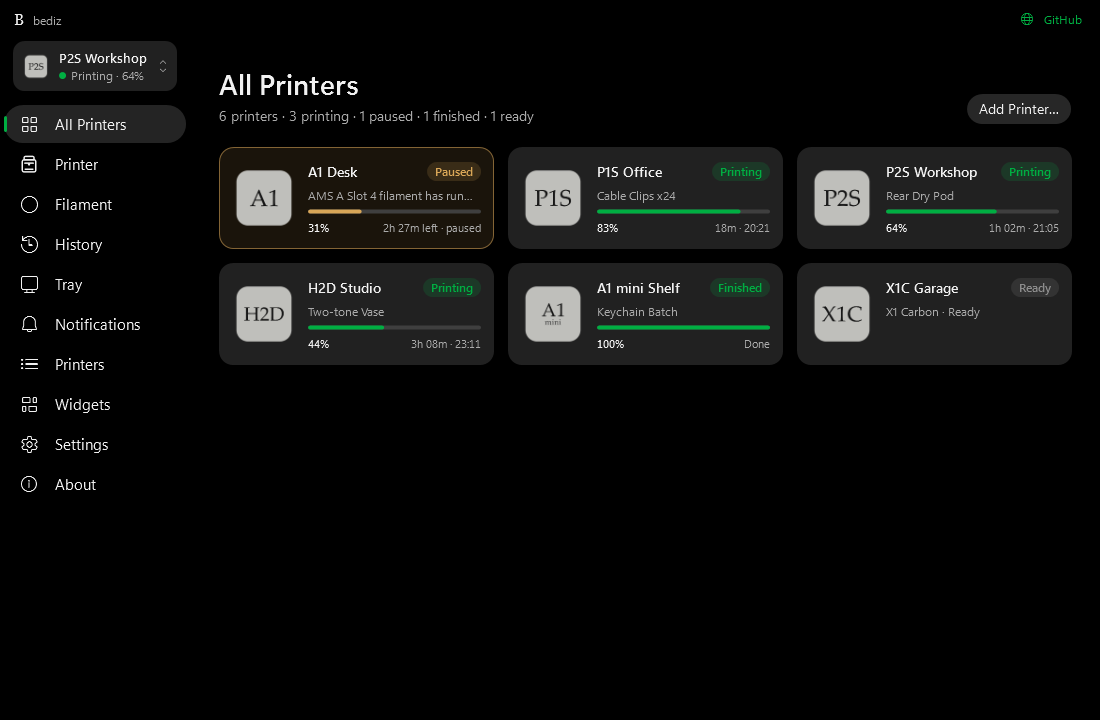 B bediz
GitHub
P2S
P2S Workshop
Printing · 64%
All Printers
Printer
Filament
History
Tray
Notifications
Printers
Widgets
Settings
About
All Printers
6 printers · 3 printing · 1 paused · 1 finished · 1 ready
Add Printer...
A1
A1 Desk
Paused
AMS A Slot 4 filament has run...
31%
2h 27m left · paused
P1S
P1S Office
Printing
Cable Clips x24
83%
18m · 20:21
P2S
P2S Workshop
Printing
Rear Dry Pod
64%
1h 02m · 21:05
H2D
H2D Studio
Printing
Two-tone Vase
44%
3h 08m · 23:11
A1
mini
A1 mini Shelf
Finished
Keychain Batch
100%
Done
X1C
X1C Garage
Ready
X1 Carbon · Ready